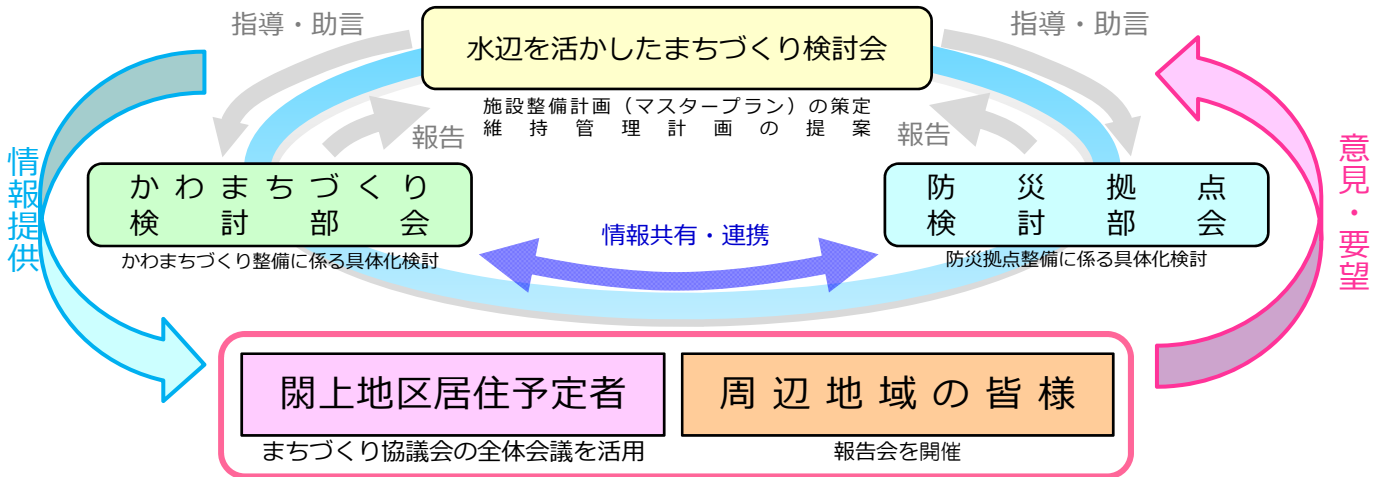 指導・助言
水辺を活かしたまちづくり検討会
指導・助言
施設整備計画（マスタープラン）の策定
維持管理計画の提案
報告
報告
情報提供
意見・要望
かわまちづくり
検討部会
かわまちづくり整備に係る具体化検討
情報共有・連携
防災拠点
検討部会
防災拠点整備に係る具体化検討
閖上地区居住予定者
まちづくり協議会の全体会議を活用
周辺地域の皆様
報告会を開催